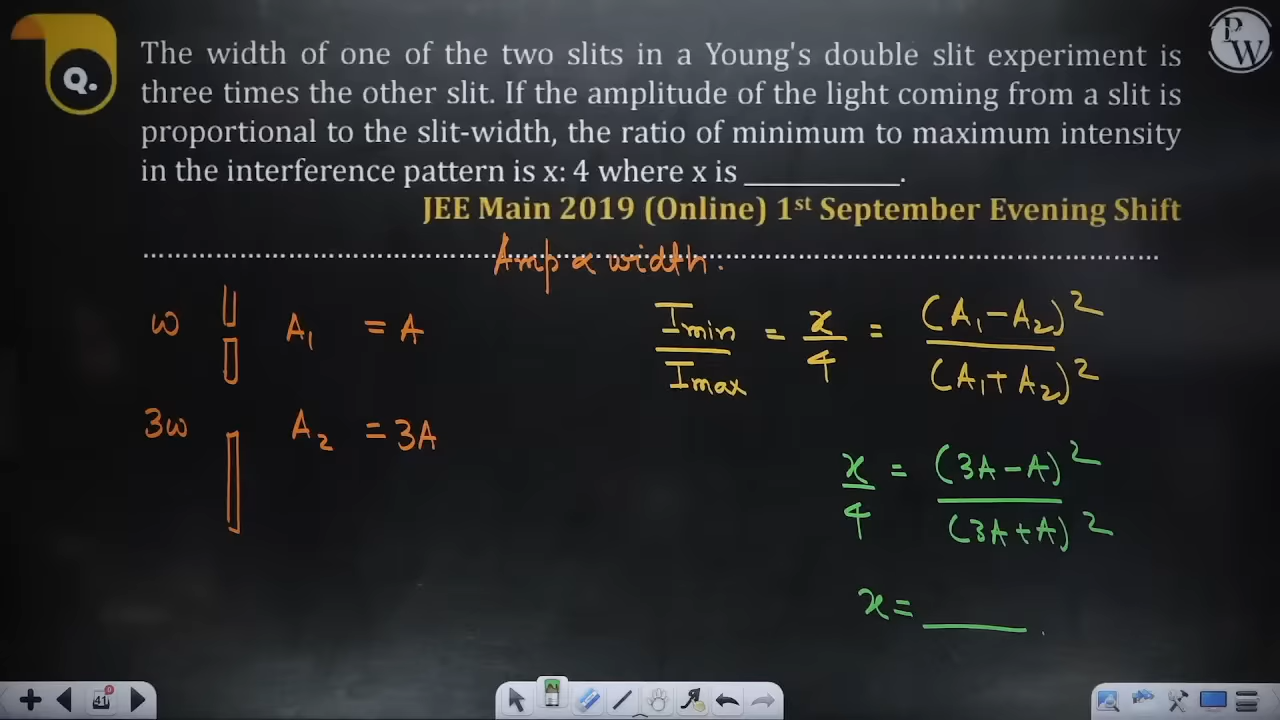 Q.
PW
The width of one of the two slits in a Young's double slit experiment is
three times the other slit. If the amplitude of the light coming from a slit is
proportional to the slit-width, the ratio of minimum to maximum intensity
in the interference pattern is x: 4 where x is __________.
JEE Main 2019 (Online) 1st September Evening Shift
Amp ∝ width.
w A₁ = A
3w A₂ = 3A
Imin/Imax = x/4 = (A₁-A₂)²/(A₁+A₂)²
x/4 = (3A-A)²/(3A+A)²
x = ____.
41